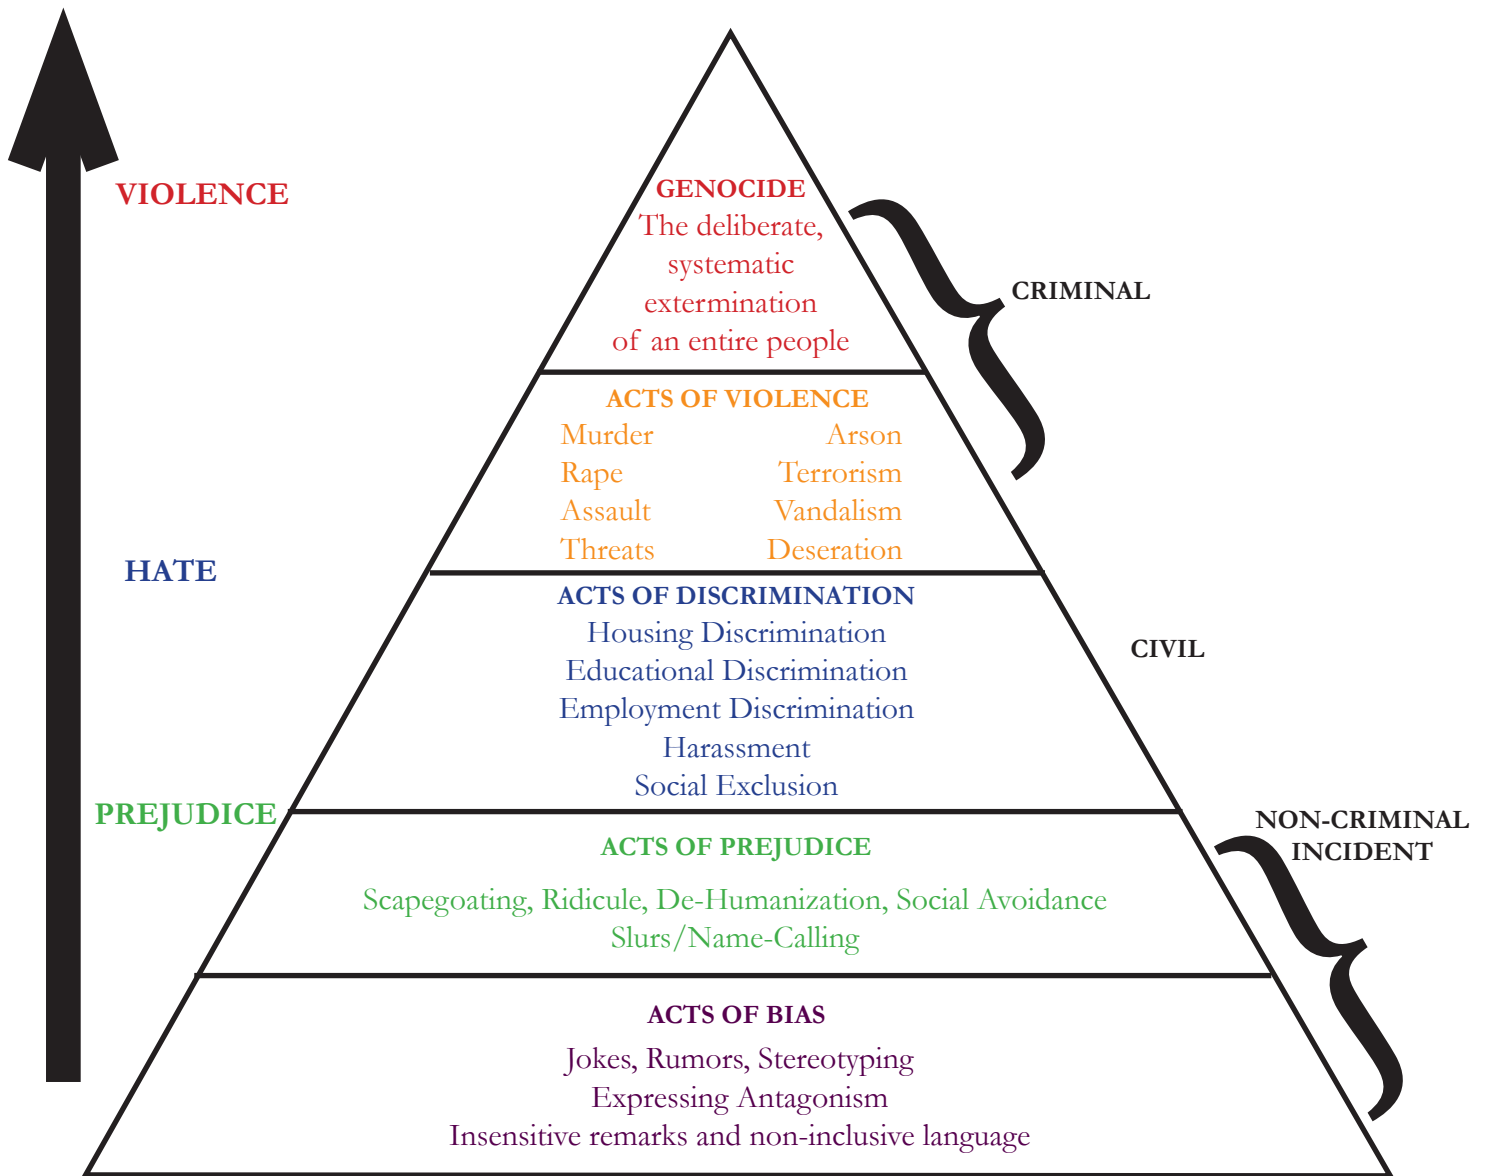 VIOLENCE
GENOCIDE
The deliberate,
systematic
extermination
of an entire people
CRIMINAL
ACTS OF VIOLENCE
Murder Arson
Rape Terrorism
Assault Vandalism
Threats Deseration
HATE
ACTS OF DISCRIMINATION
Housing Discrimination
Educational Discrimination
Employment Discrimination
Harassment
Social Exclusion
CIVIL
PREJUDICE
NON-CRIMINAL
INCIDENT
ACTS OF PREJUDICE
Scapegoating, Ridicule, De-Humanization, Social Avoidance
Slurs/Name-Calling
ACTS OF BIAS
Jokes, Rumors, Stereotyping
Expressing Antagonism
Insensitive remarks and non-inclusive language